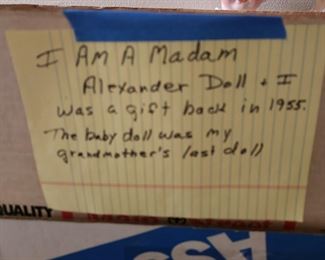 I Am A Madam
Alexander Doll + I
was a gift back in 1955.
The baby doll was my
grandmother's last doll
QUALITY